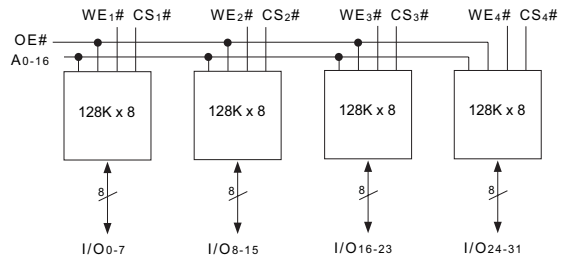 WE1# CS1# WE2# CS2# WE3# CS3# WE4# CS4#
OE#
A0-16
128K x 8 128K x 8 128K x 8 128K x 8
8 8 8 8
I/O0-7 I/O8-15 I/O16-23 I/O24-31